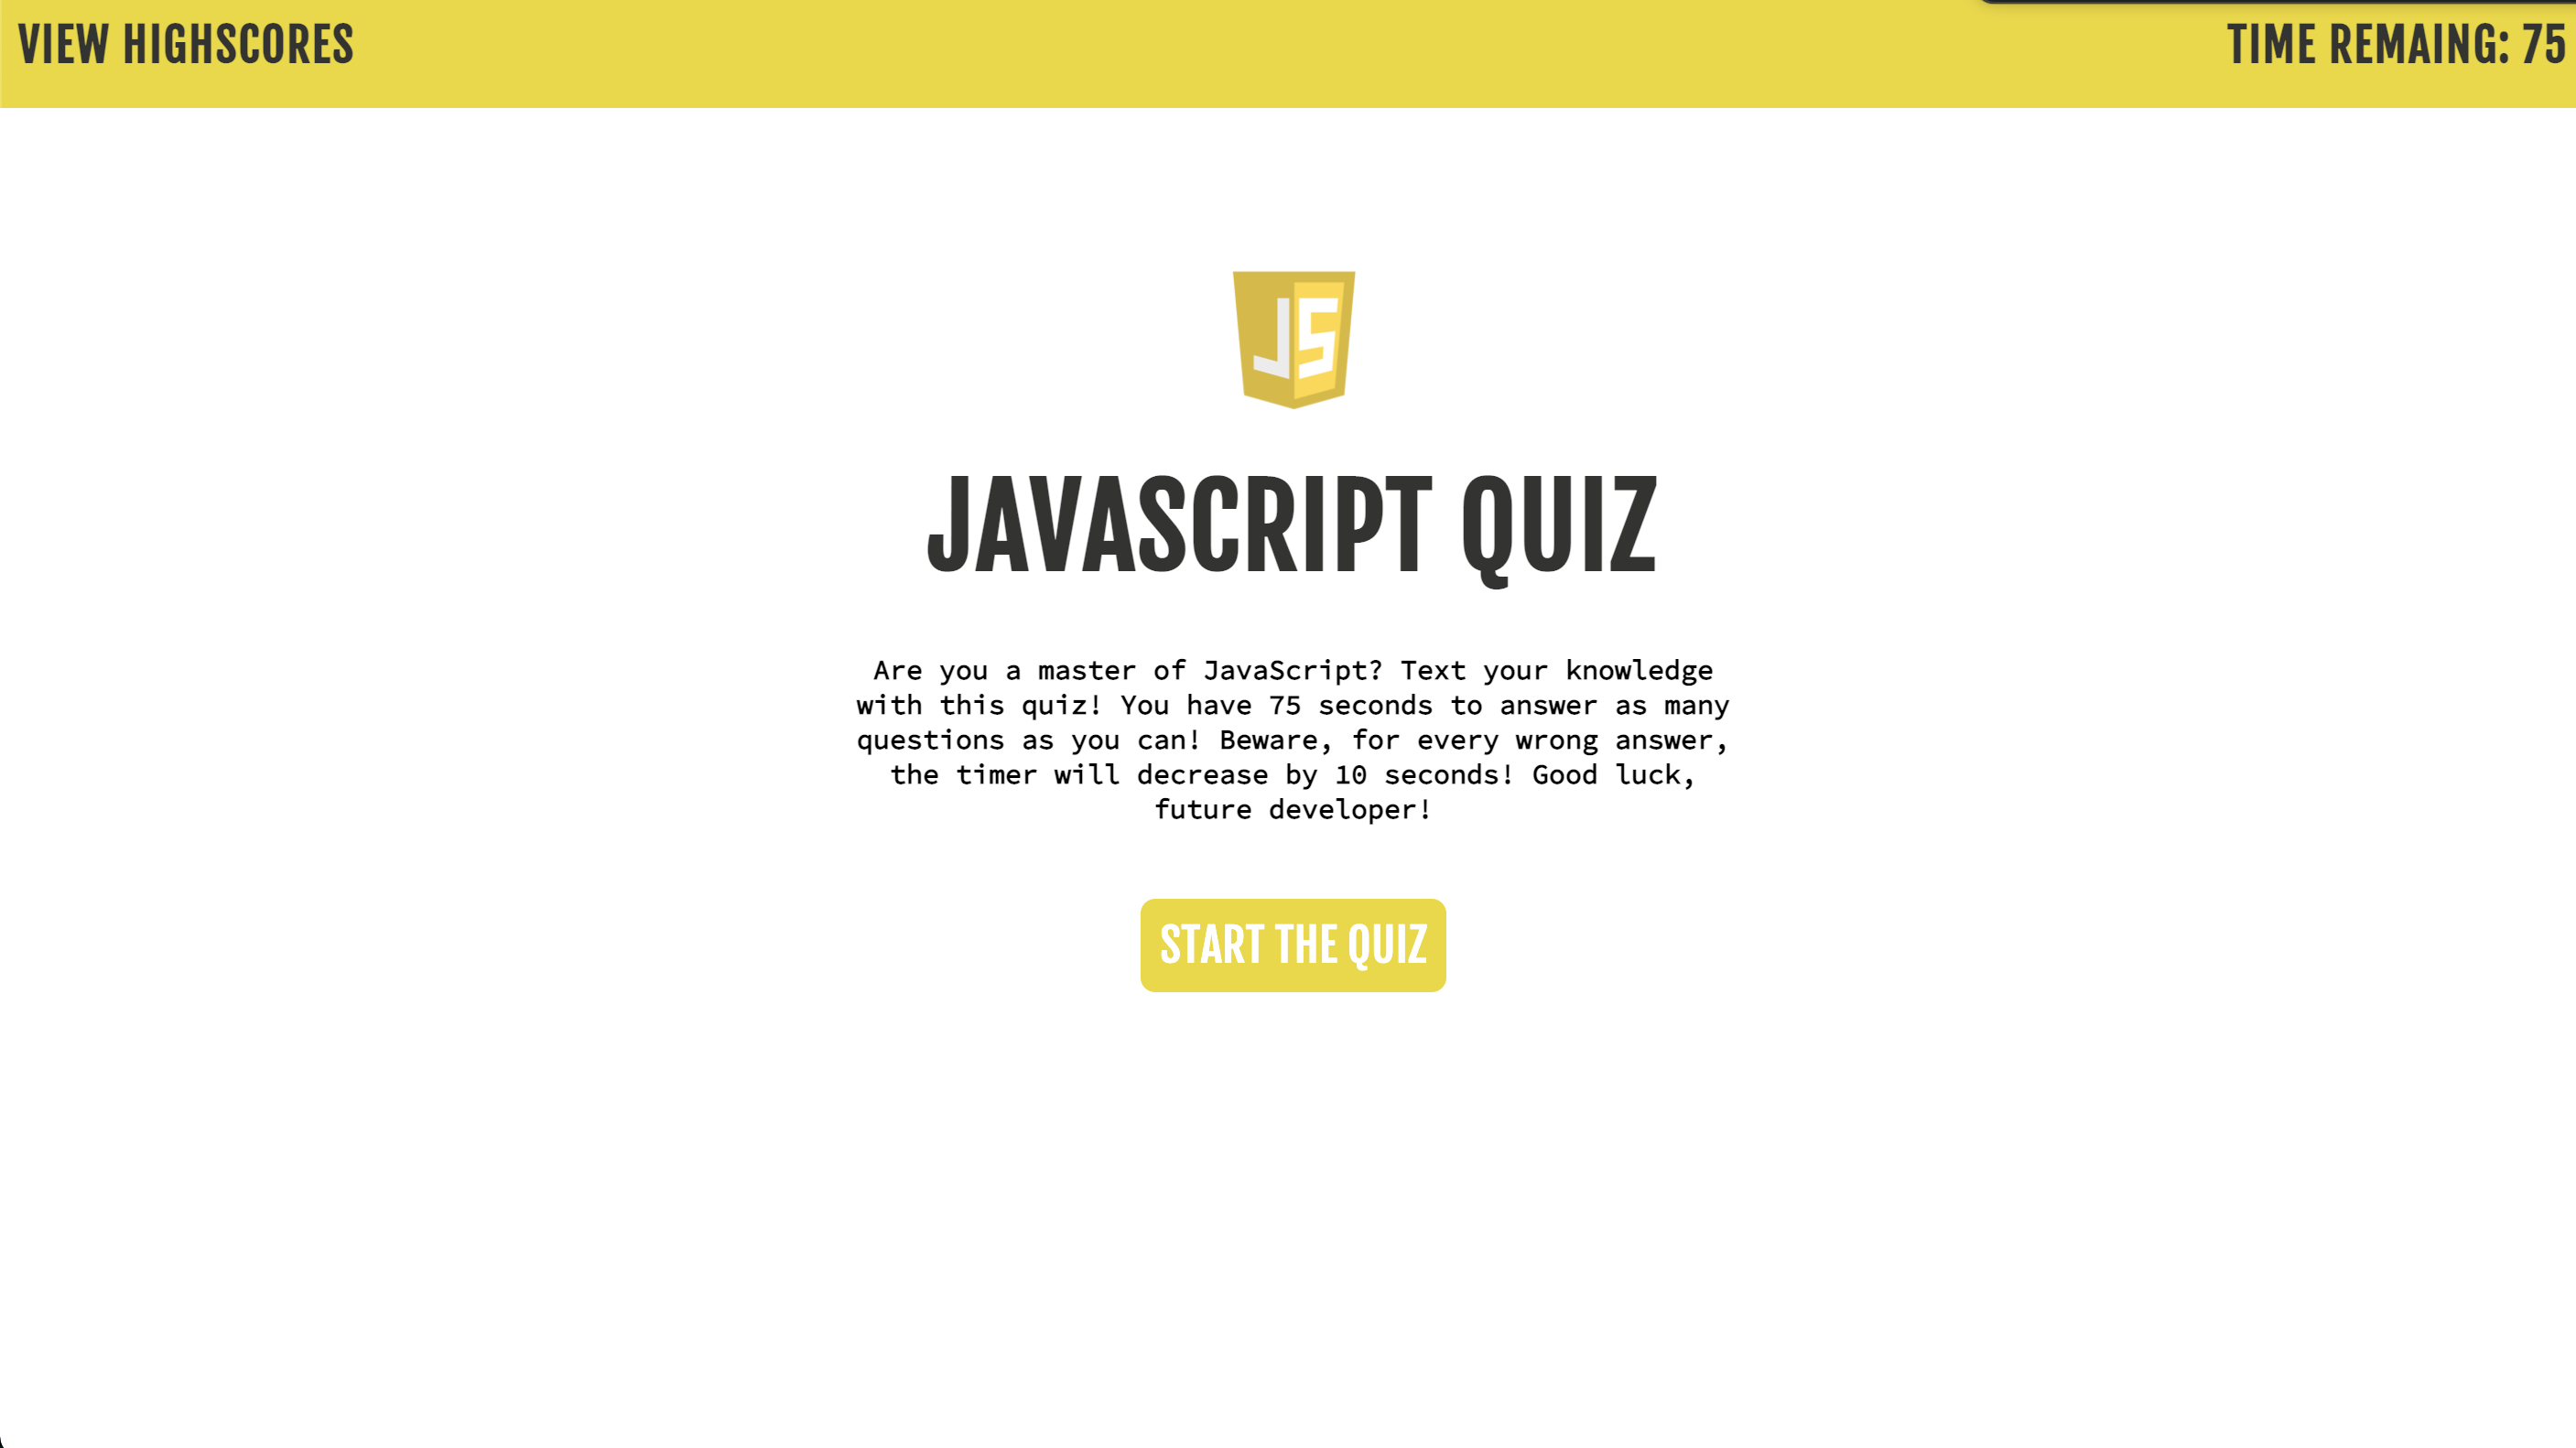 VIEW HIGHSCORES
TIME REMAING: 75
JS
JAVASCRIPT QUIZ
Are you a master of JavaScript? Text your knowledge
with this quiz! You have 75 seconds to answer as many
questions as you can! Beware, for every wrong answer,
the timer will decrease by 10 seconds! Good luck,
future developer!
START THE QUIZ